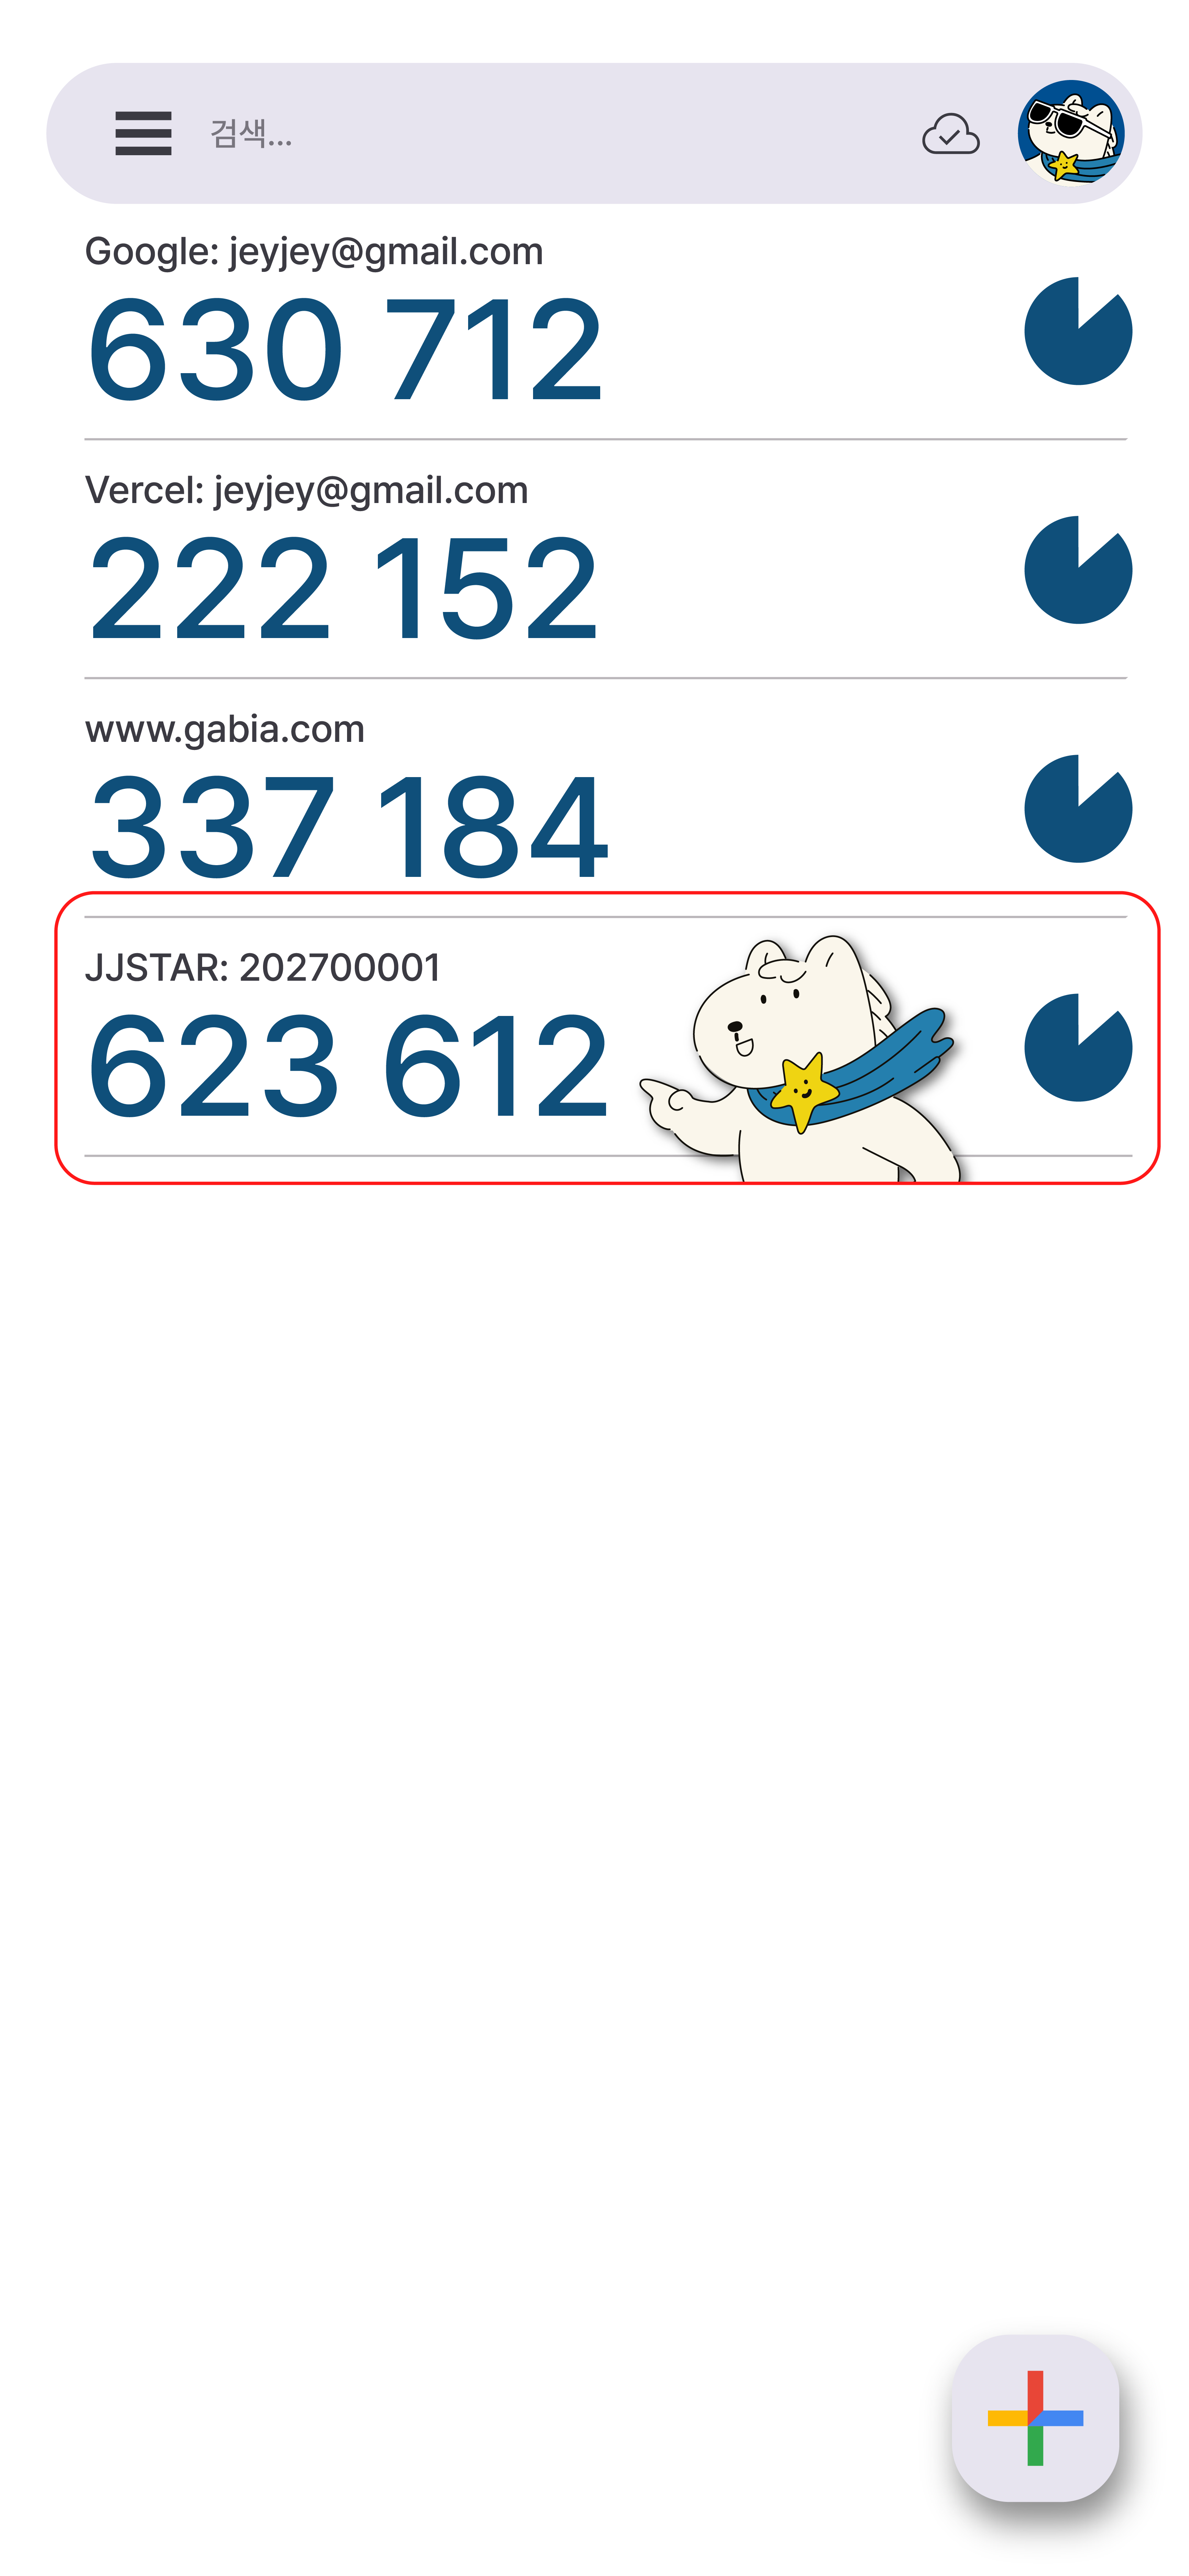 검색...
Google: jeyjey@gmail.com
630 712
Vercel: jeyjey@gmail.com
222 152
www.gabia.com
337 184
JJSTAR: 202700001
623 612